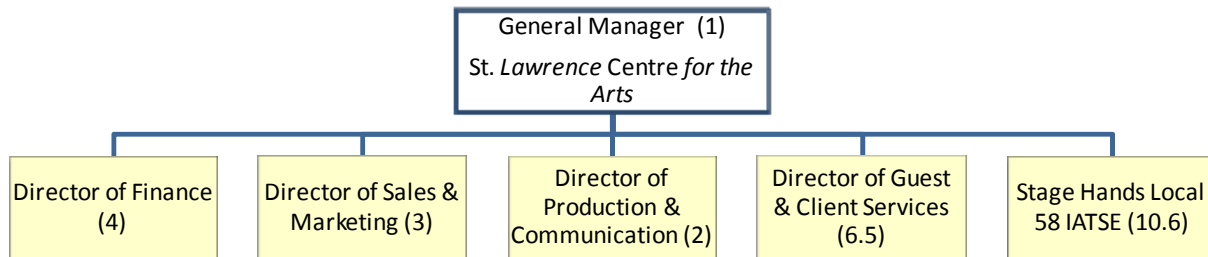 General Manager (1)
St. Lawrence Centre for the
Arts
Director of Finance
(4)
Director of Sales &
Marketing (3)
Director of
Production &
Communication (2)
Director of Guest
& Client Services
(6.5)
Stage Hands Local
58 IATSE (10.6)